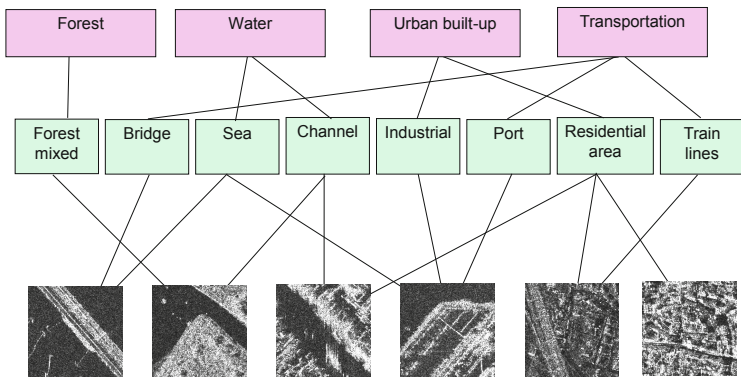 Forest
Water
Urban built-up
Transportation
Forest
mixed
Bridge
Sea
Channel
Industrial
Port
Residential
area
Train
lines